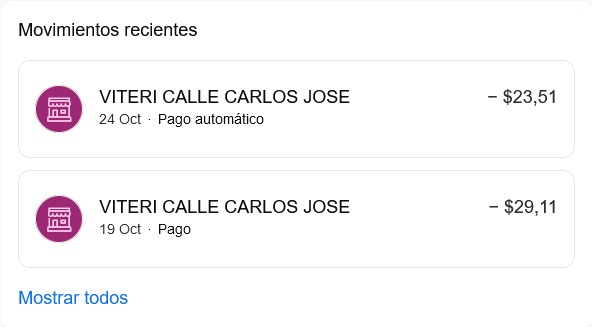 Movimientos recientes
VITERI CALLE CARLOS JOSE
− $23,51
24 Oct · Pago automático
VITERI CALLE CARLOS JOSE
− $29,11
19 Oct · Pago
Mostrar todos